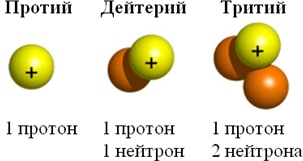 Протий Дейтерий Тритий
+ + +
1 протон 1 протон 1 протон
1 нейтрон 2 нейтрона